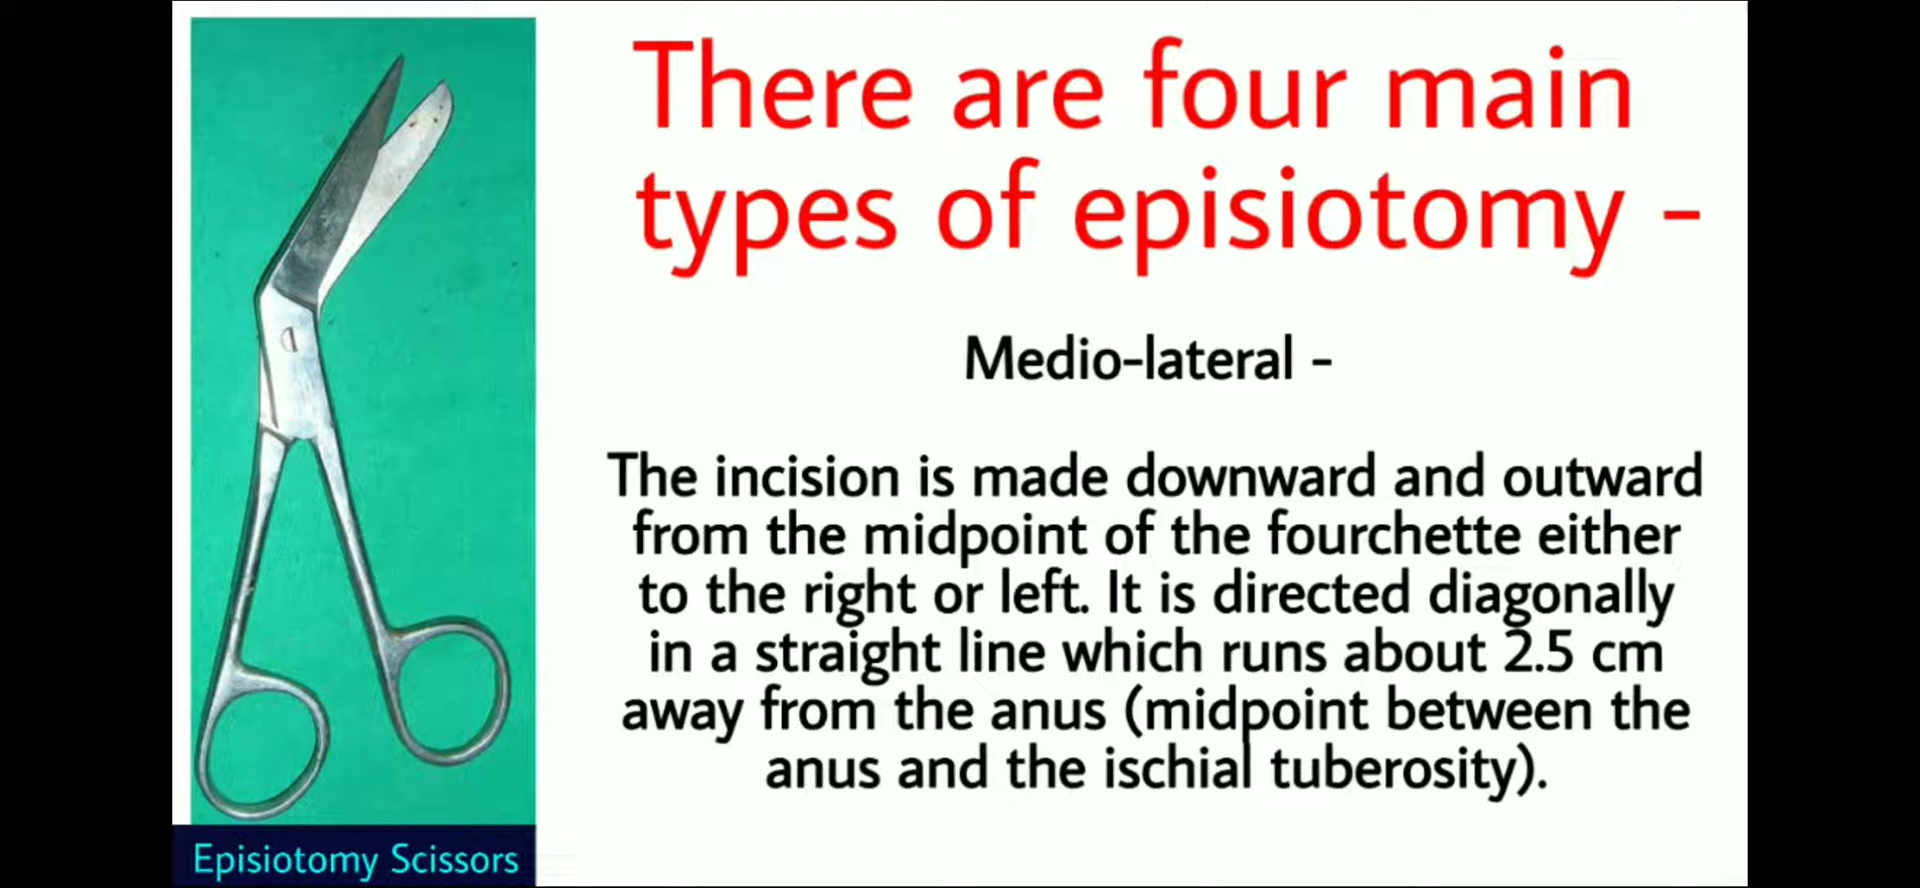 There are four main
types of episiotomy -
Medio-lateral -
The incision is made downward and outward
from the midpoint of the fourchette either
to the right or left. It is directed diagonally
in a straight line which runs about 2.5 cm
away from the anus (midpoint between the
anus and the ischial tuberosity).
Episiotomy Scissors